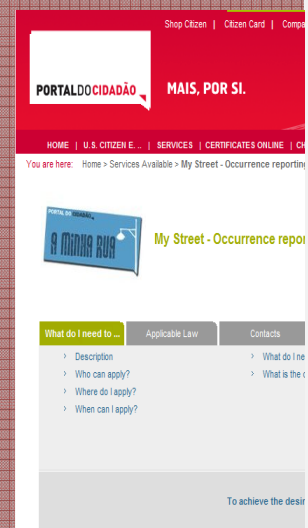 Shop Citizen | Citizen Card | Compa
PORTALDOCIDADÃO
MAIS, POR SI.
HOME | U.S. CITIZEN E. .. | SERVICES | CERTIFICATES ONLINE | CH
You are here: Home > Services Available > My Street - Occurrence reporting
PORTAL DO CIDADÃO
A MINHA RUA
My Street - Occurrence repor
What do I need to ... Applicable Law Contacts
Description
Who can apply?
Where do I apply?
When can I apply?
What do I ne
What is the c
To achieve the desir